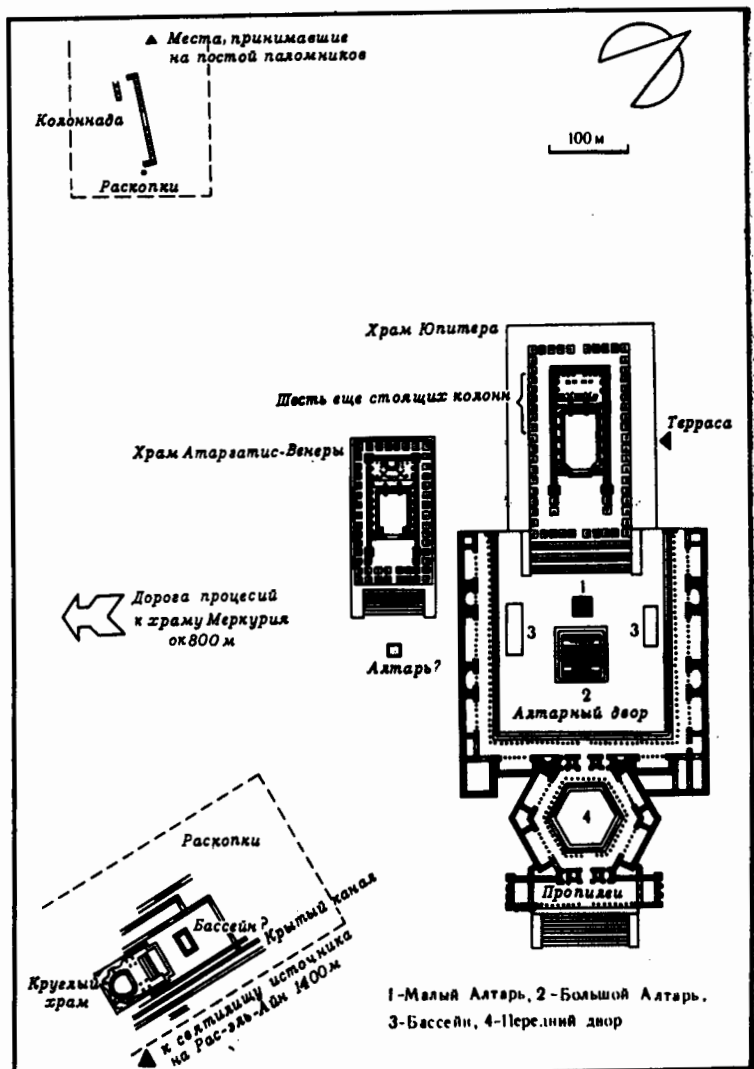 Места, принимавшие
на постой паломников
Колоннада
Раскопки
100 м
Храм Юпитера
Шесть еще стоящих колонн
Терраса
Храм Атаргатис-Венеры
Дорога процесий
к храму Меркурия
ок 800 м
Алтарь?
1
3
3
2
Алтарный двор
4
Пропилеи
Раскопки
Бассейн?
Крытый канал
Круглый
храм
к святилищу источника
на Рас-эль-Айн 1400 м
1-Малый Алтарь, 2-Большой Алтарь.
3-Бассейн, 4-Передний двор